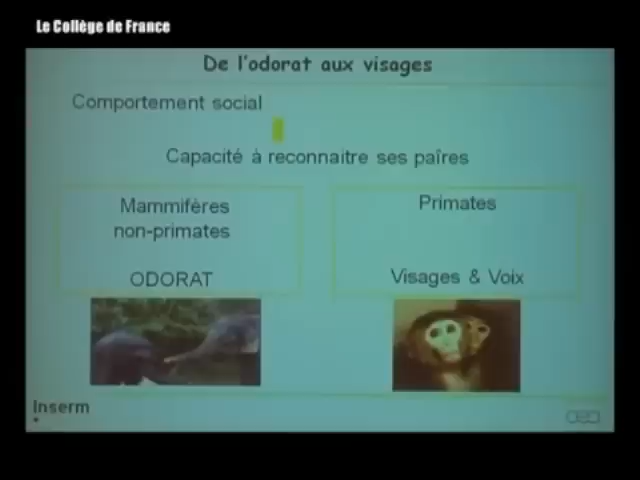 Le Collège de France
De l'odorat aux visages
Comportement social
Capacité à reconnaitre ses paîres
Mammifères
non-primates
ODORAT
Primates
Visages & Voix
Inserm